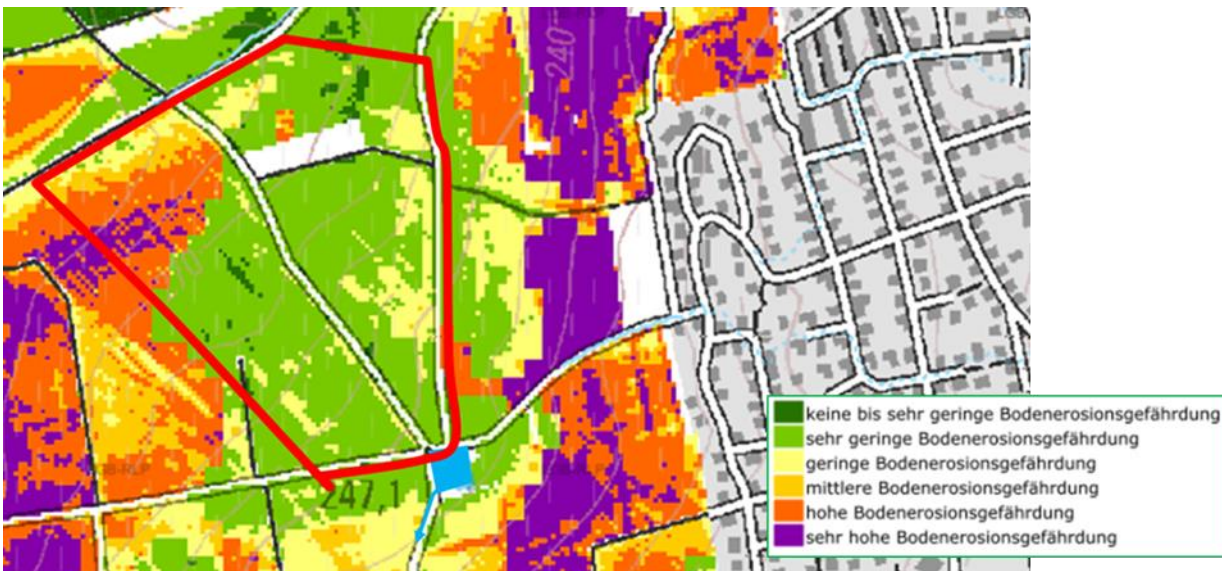 240
270
247,1
keine bis sehr geringe Bodenerosionsgefährdung
sehr geringe Bodenerosionsgefährdung
geringe Bodenerosionsgefährdung
mittlere Bodenerosionsgefährdung
hohe Bodenerosionsgefährdung
sehr hohe Bodenerosionsgefährdung